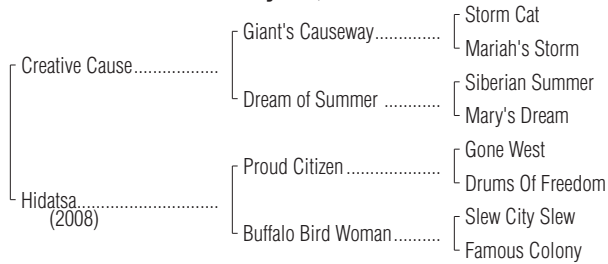 Storm Cat
Giant's Causeway..............
Mariah's Storm
Creative Cause..................
Siberian Summer
Dream of Summer ............
Mary's Dream
Gone West
Proud Citizen ....................
Drums Of Freedom
Hidatsa..............................
(2008)
Slew City Slew
Buffalo Bird Woman..........
Famous Colony